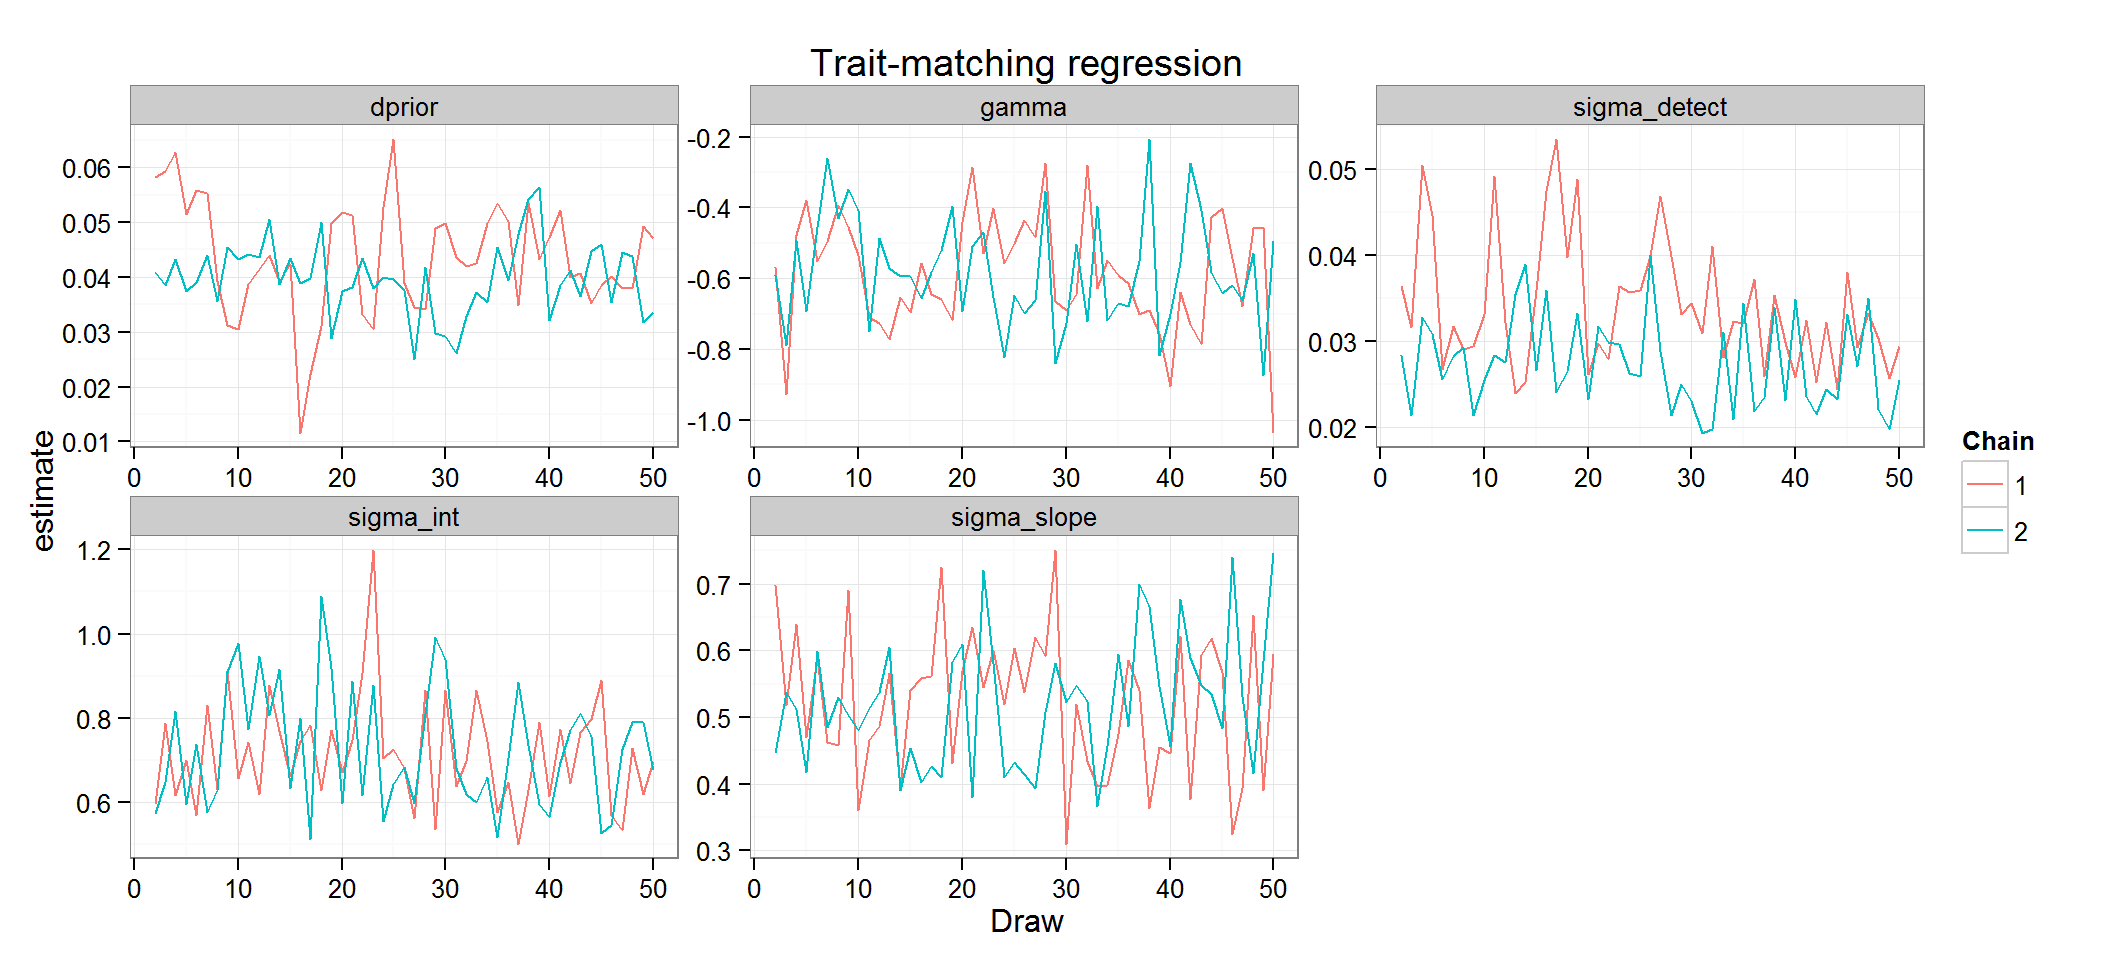 Trait-matching regression
dprior
gamma
sigma_detect
0.06
0.05
0.04
0.03
0.02
0.01
-0.2
-0.4
-0.6
-0.8
-1.0
0.05
0.04
0.03
0.02
0 10 20 30 40 50
0 10 20 30 40 50
0 10 20 30 40 50
estimate
sigma_int
sigma_slope
1.2
1.0
0.8
0.6
0.7
0.6
0.5
0.4
0.3
0 10 20 30 40 50
0 10 20 30 40 50
Draw
Chain
1
2